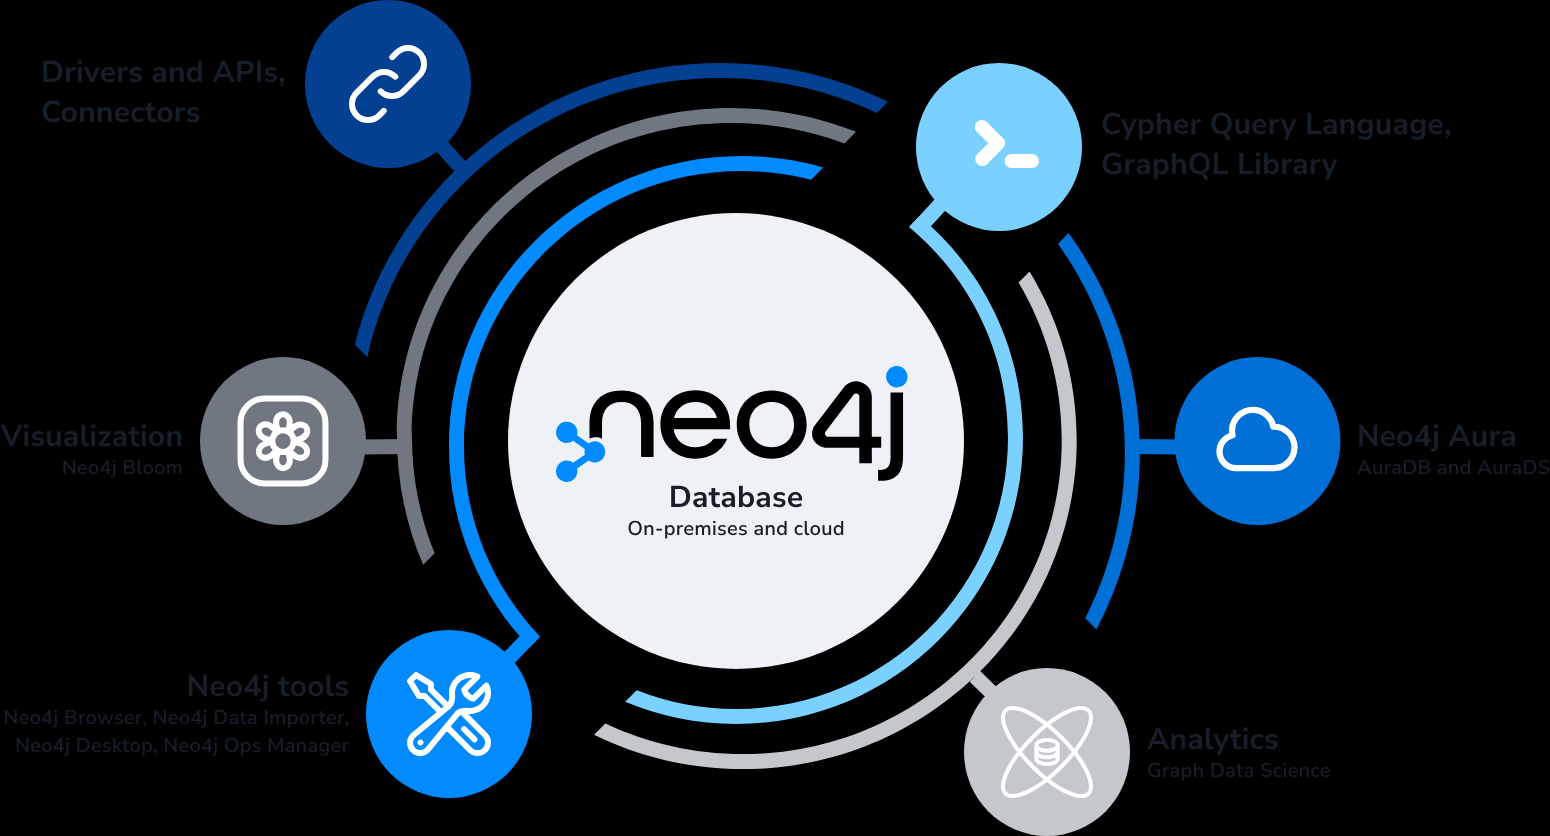 Drivers and APIs,
Connectors
Cypher Query Language,
GraphQL Library
Visualization
Neo4j Bloom
neo4j
Database
On-premises and cloud
Neo4j Aura
AuraDB and AuraDS
Neo4j tools
Neo4j Browser, Neo4j Data Importer,
Neo4j Desktop, Neo4j Ops Manager
Analytics
Graph Data Science